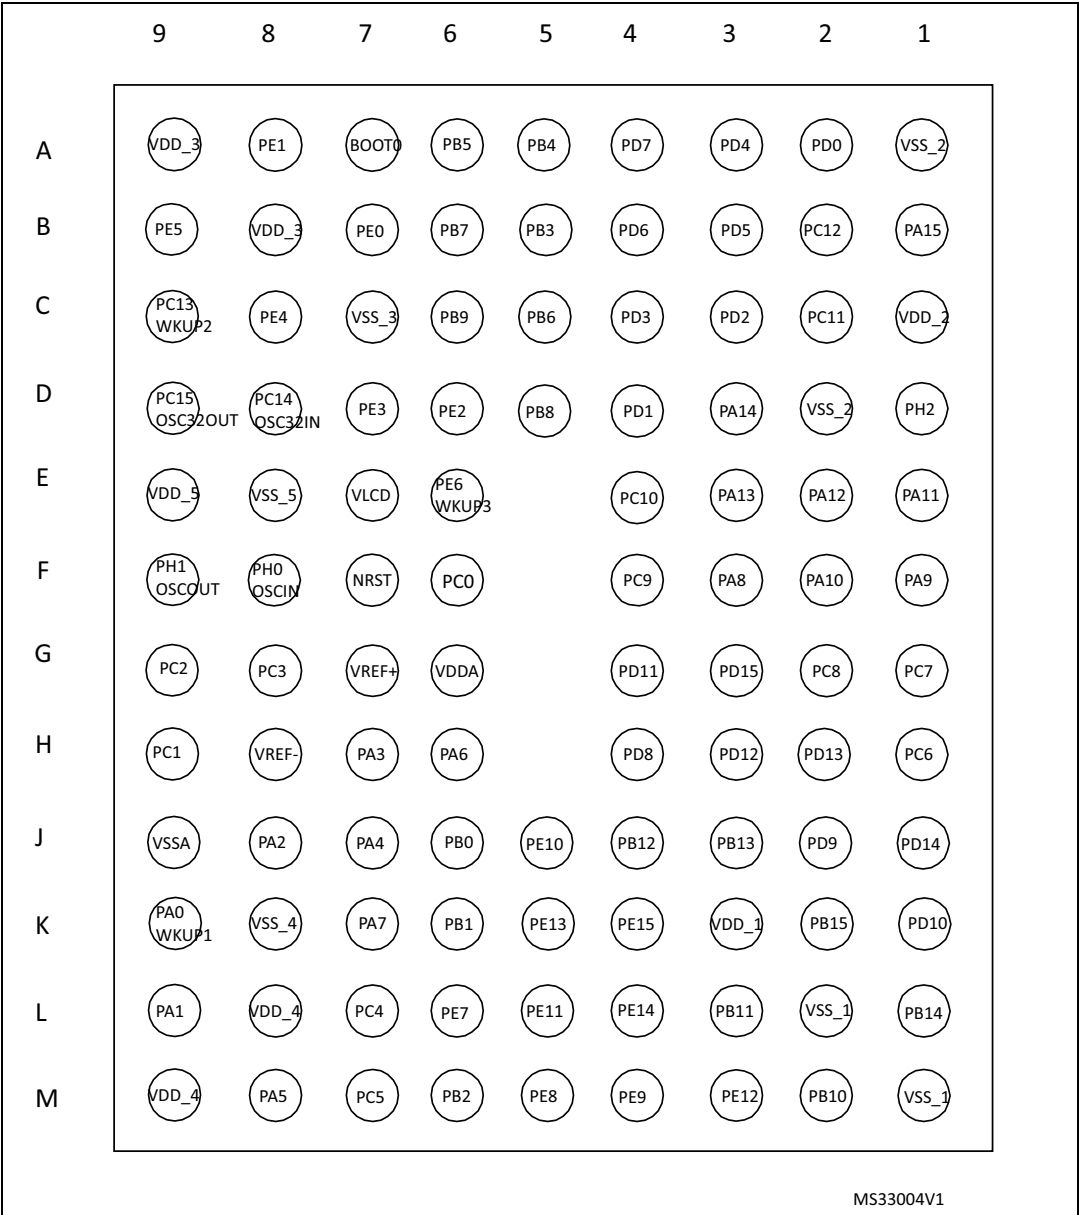 9 8 7 6 5 4 3 2 1
A VDD_3 PE1 BOOT0 PB5 PB4 PD7 PD4 PD0 VSS_2
B PE5 VDD_3 PE0 PB7 PB3 PD6 PD5 PC12 PA15
C PC13 WKUP2 PE4 VSS_3 PB9 PB6 PD3 PD2 PC11 VDD_2
D PC15 OSC32OUT PC14 OSC32IN PE3 PE2 PB8 PD1 PA14 VSS_2 PH2
E VDD_5 VSS_5 VLCD PE6 WKUP3 PC10 PA13 PA12 PA11
F PH1 OSCOUT PH0 OSCIN NRST PC0 PC9 PA8 PA10 PA9
G PC2 PC3 VREF+ VDDA PD11 PD15 PC8 PC7
H PC1 VREF- PA3 PA6 PD8 PD12 PD13 PC6
J VSSA PA2 PA4 PB0 PE10 PB12 PB13 PD9 PD14
K PA0 WKUP1 VSS_4 PA7 PB1 PE13 PE15 VDD_1 PB15 PD10
L PA1 VDD_4 PC4 PE7 PE11 PE14 PB11 VSS_1 PB14
M VDD_4 PA5 PC5 PB2 PE8 PE9 PE12 PB10 VSS_1
MS33004V1